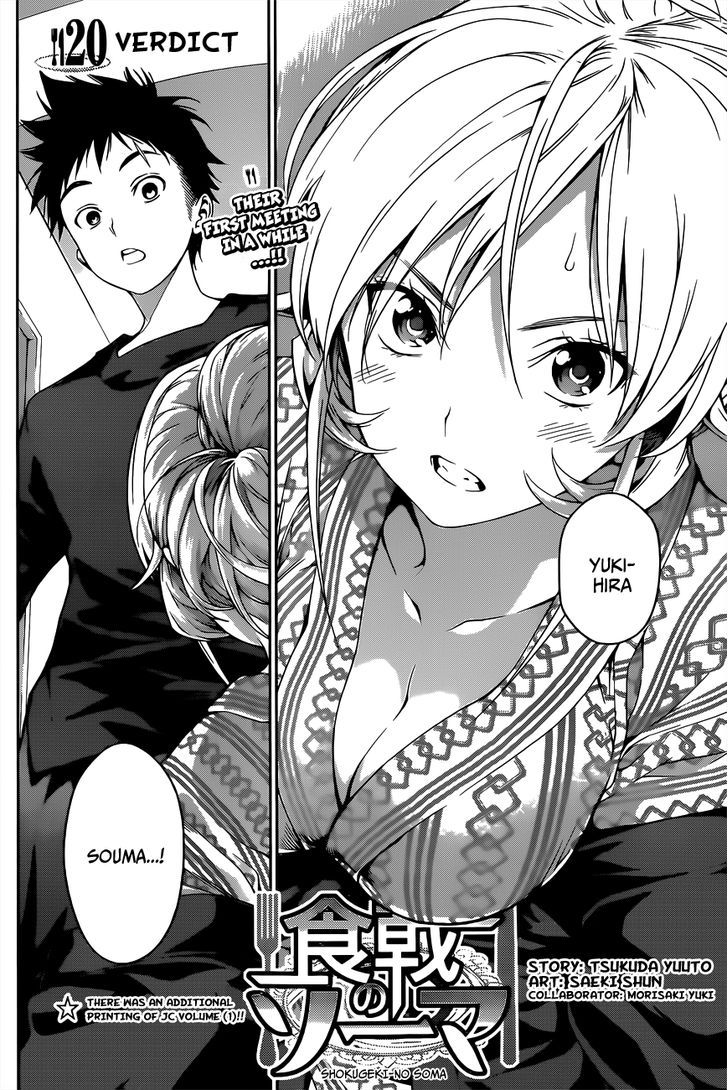 20 VERDICT
THEIR
FIRST MEETING
IN A WHILE
...!!
YUKI-
HIRA
SOUMA...!
食戟
の
ソーマ
SHOKUGEKI NO SOMA
STORY: TSUKUDA YUUTO
ART: SAEKI SHUN
COLLABORATOR: MORISAKI YUKI
☆ THERE WAS AN ADDITIONAL
PRINTING OF JC VOLUME (1)!!